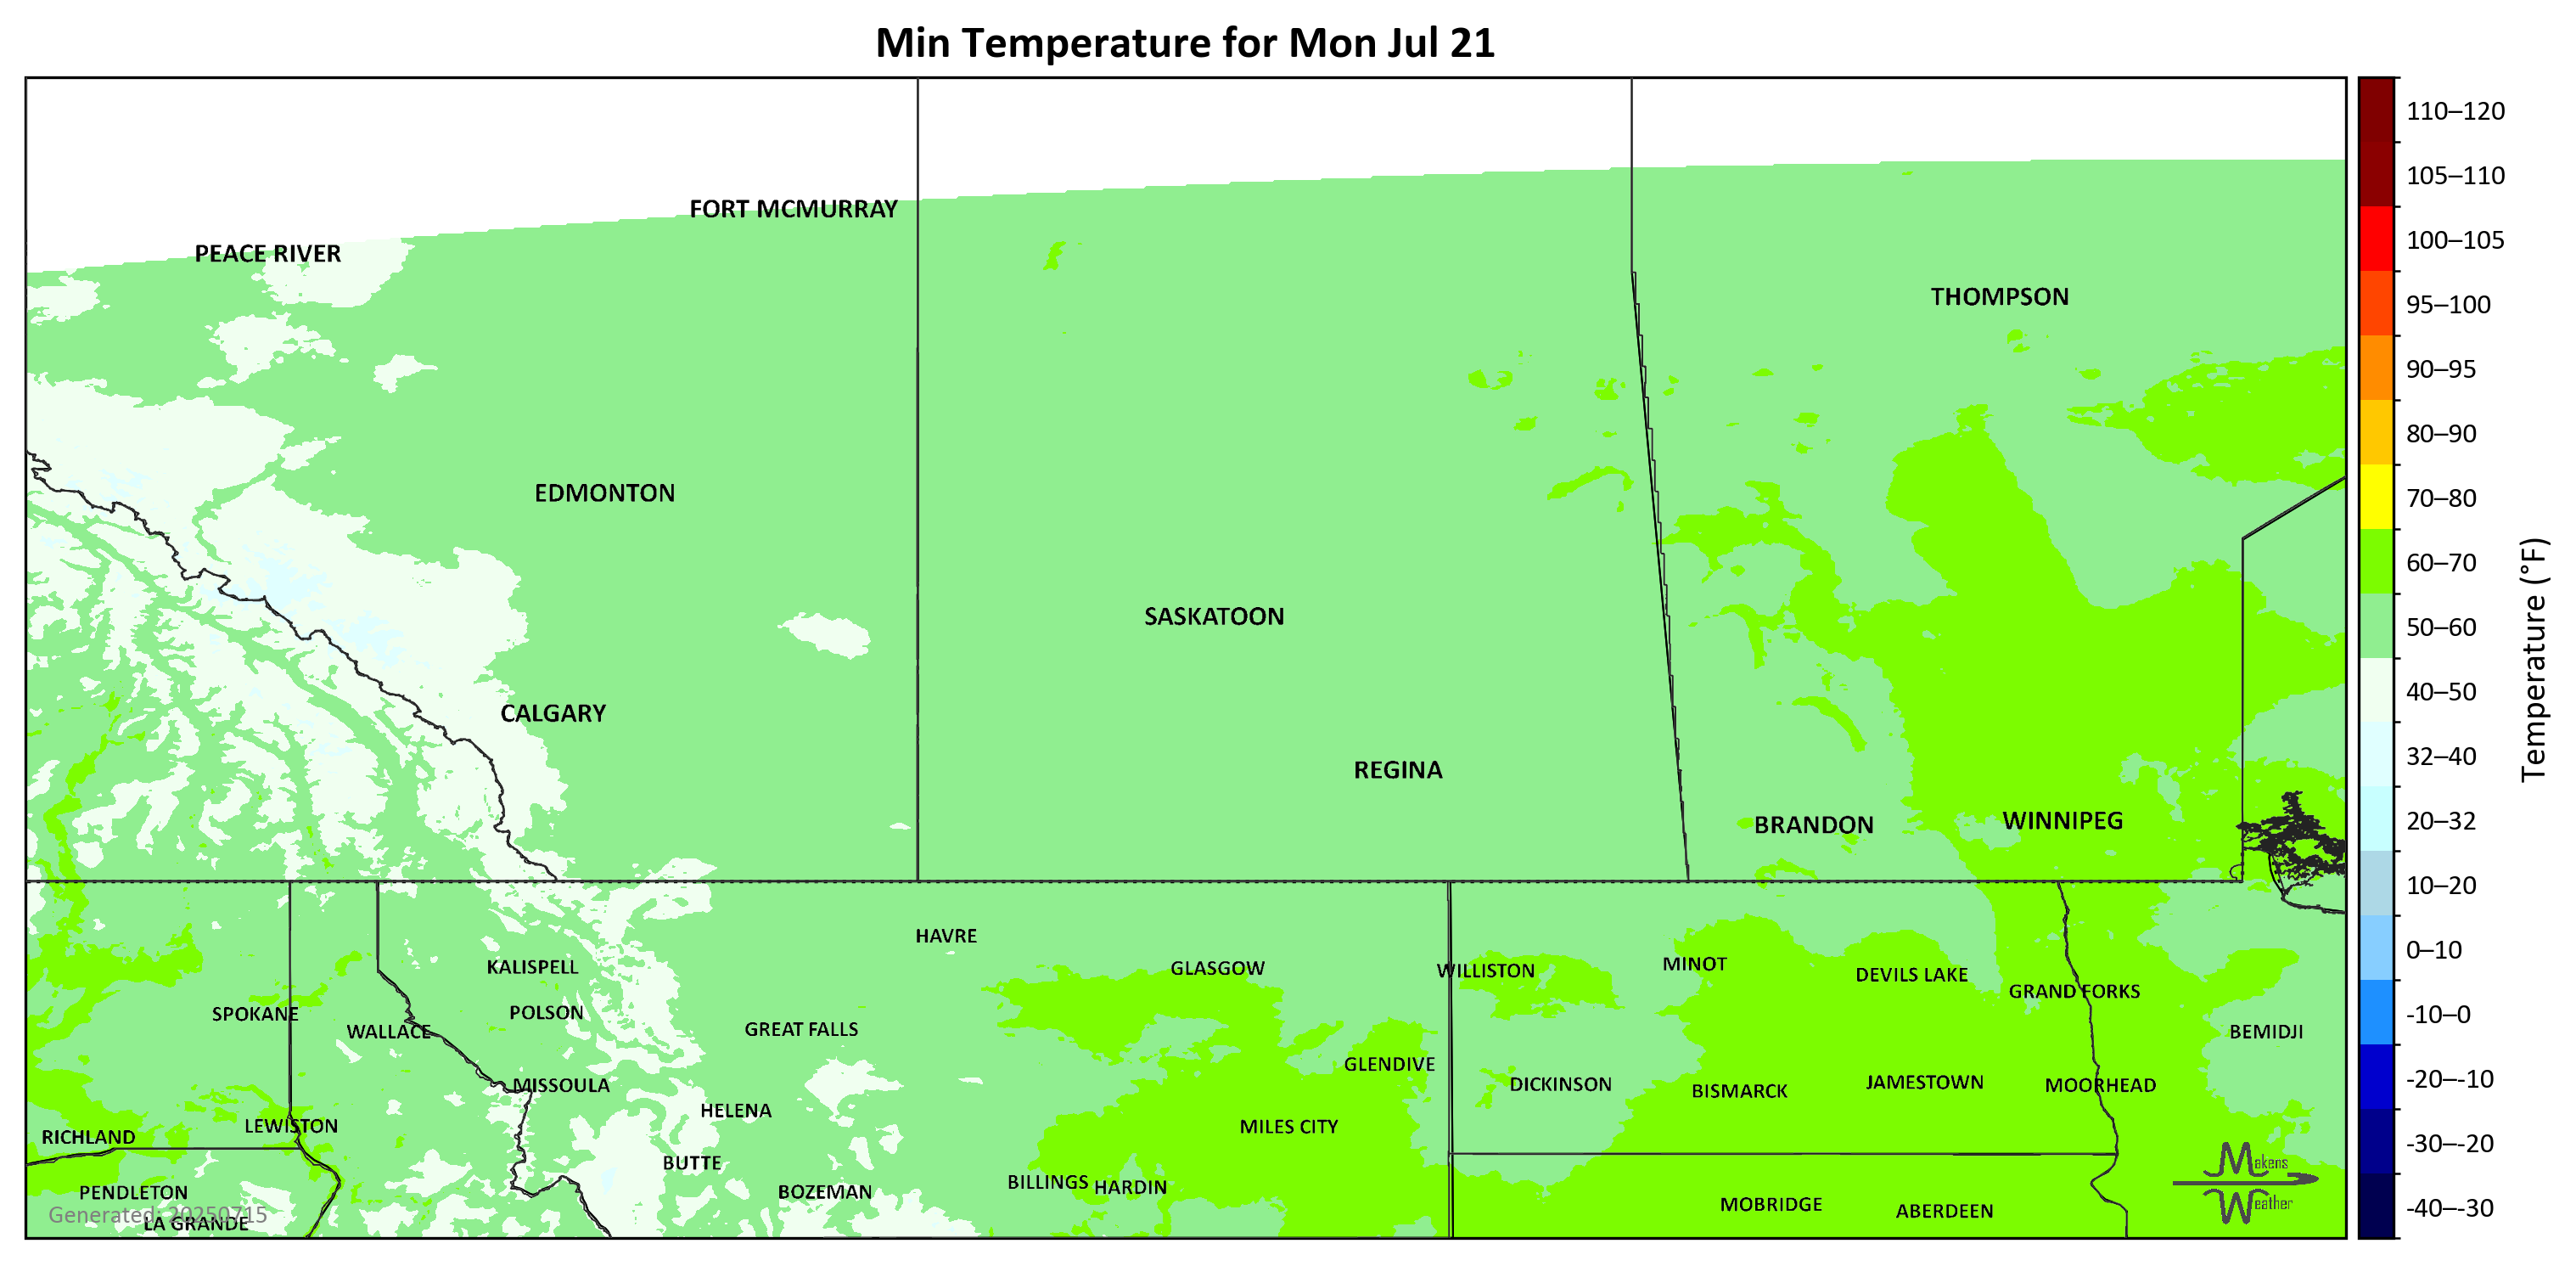 Min Temperature for Mon Jul 21
FORT MCMURRAY
PEACE RIVER
THOMPSON
EDMONTON
SASKATOON
CALGARY
REGINA
BRANDON
WINNIPEG
HAVRE
KALISPELL
GLASGOW
WILLISTON
MINOT
DEVILS LAKE
GRAND FORKS
SPOKANE
POLSON
WALLACE
GREAT FALLS
BEMIDJI
GLENDIVE
MISSOULA
DICKINSON
BISMARCK
JAMESTOWN
MOORHEAD
HELENA
LEWISTON
MILES CITY
RICHLAND
BUTTE
BILLINGS
HARDIN
PENDLETON
BOZEMAN
MOBRIDGE
ABERDEEN
Generated: 20250715
LA GRANDE
Makens
Weather
110–120
105–110
100–105
95–100
90–95
80–90
70–80
60–70
50–60
40–50
32–40
20–32
10–20
0–10
-10–0
-20–-10
-30–-20
-40–-30
Temperature (°F)